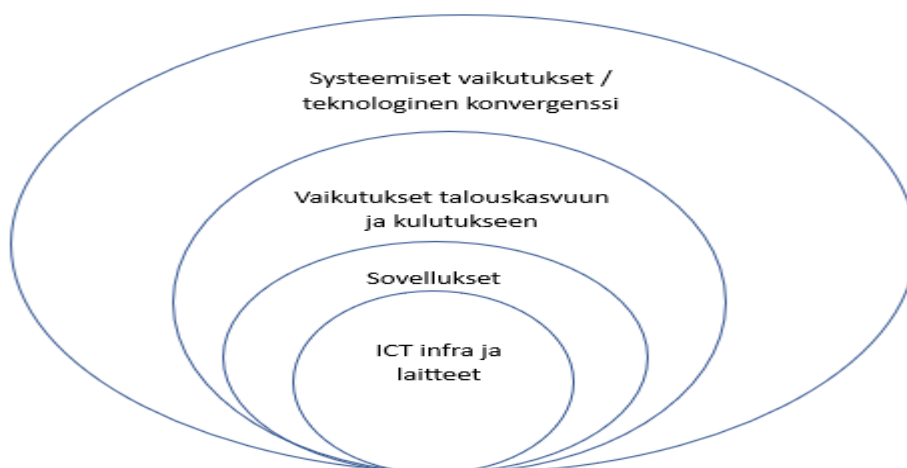 Systeemiset vaikutukset /
teknologinen konvergenssi
Vaikutukset talouskasvuun
ja kulutukseen
Sovellukset
ICT infra ja
laitteet